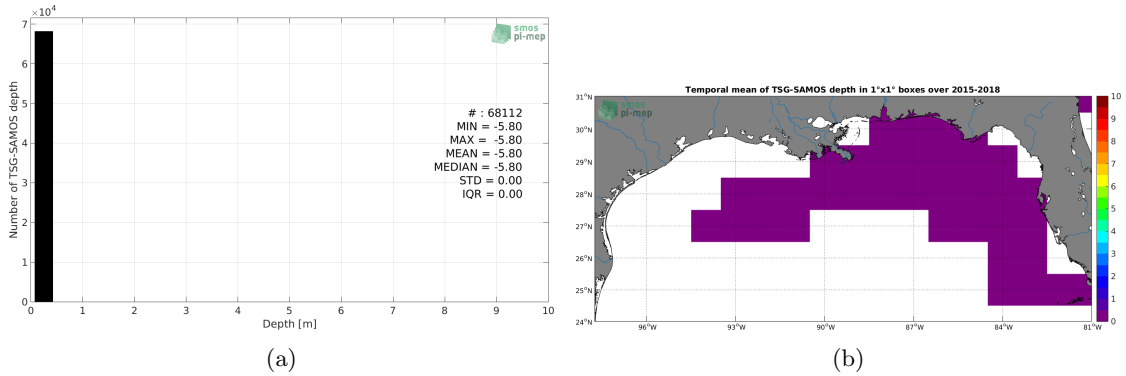 ×10⁴
smos
pi-mep
7
6
5
4
3
2
1
0
Number of TSG-SAMOS depth
# : 68112
MIN = -5.80
MAX = -5.80
MEAN = -5.80
MEDIAN = -5.80
STD = 0.00
IQR = 0.00
0 1 2 3 4 5 6 7 8 9 10
Depth [m]
(a)
Temporal mean of TSG-SAMOS depth in 1°x1° boxes over 2015-2018
smos
pi-mep
31°N
30°N
29°N
28°N
27°N
26°N
25°N
24°N
96°W 93°W 90°W 87°W 84°W 81°W
10
9
8
7
6
5
4
3
2
1
0
(b)